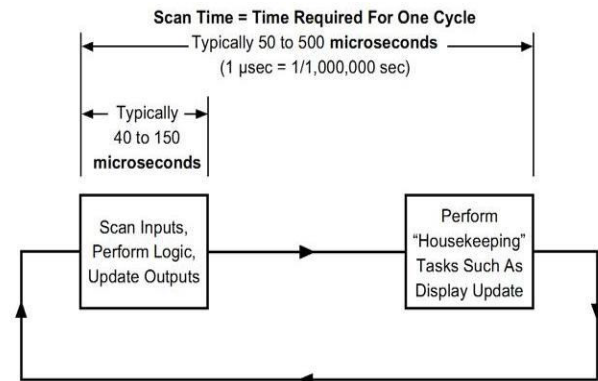 Scan Time = Time Required For One Cycle
Typically 50 to 500 microseconds
(1 µsec = 1/1,000,000 sec)
Typically
40 to 150
microseconds
Scan Inputs,
Perform Logic,
Update Outputs
Perform
“Housekeeping”
Tasks Such As
Display Update